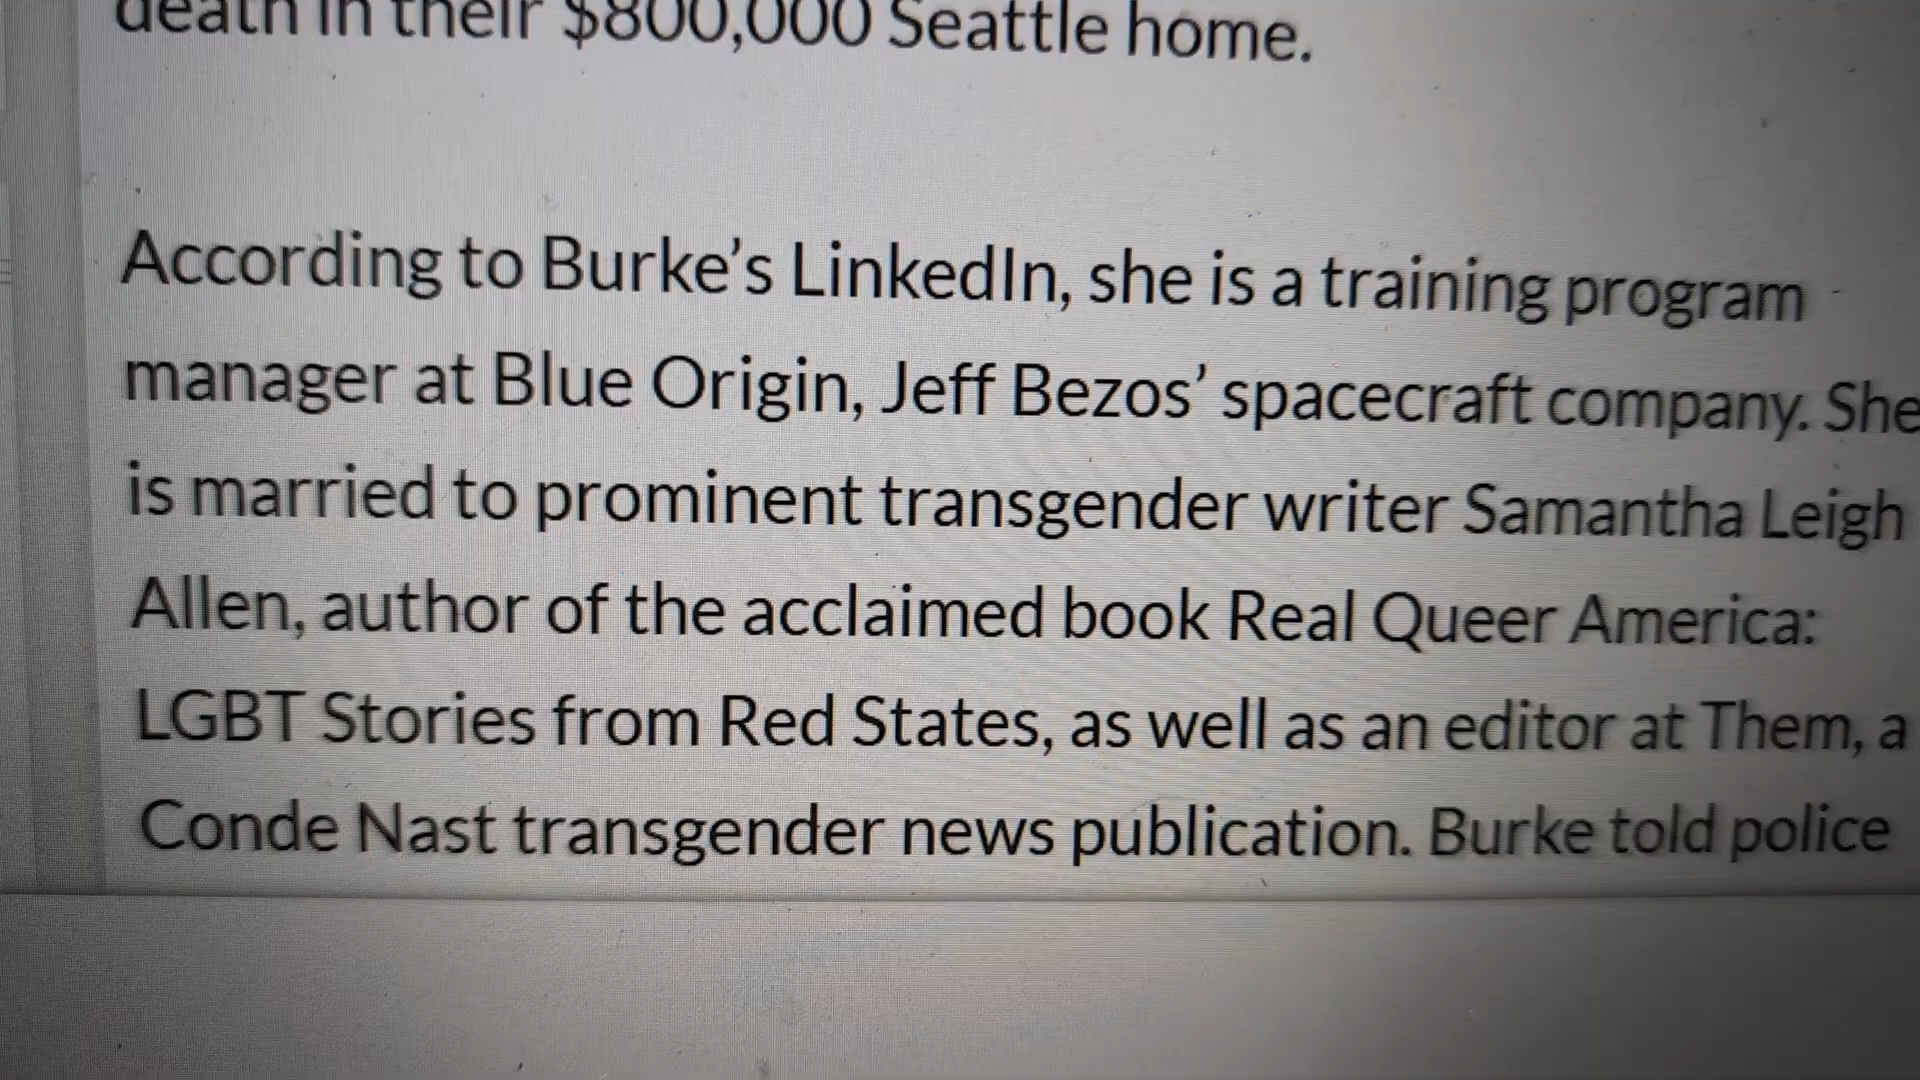 death in their $800,000 Seattle home.
According to Burke’s LinkedIn, she is a training program
manager at Blue Origin, Jeff Bezos’ spacecraft company. She
is married to prominent transgender writer Samantha Leigh
Allen, author of the acclaimed book Real Queer America:
LGBT Stories from Red States, as well as an editor at Them, a
Conde Nast transgender news publication. Burke told police